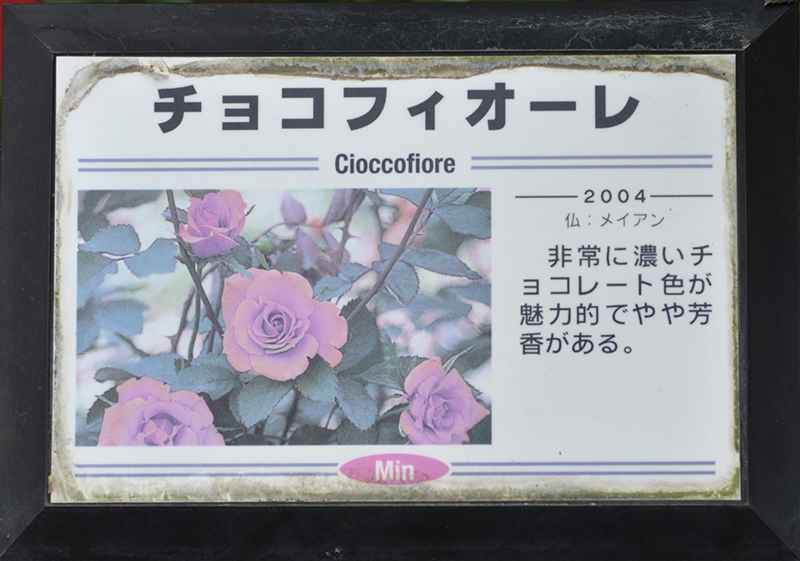 チョコフィオーレ
Cioccofiore
2004
仏：メイアン
非常に濃いチ
ョコレート色が
魅力的でやや芳
香がある。
Min